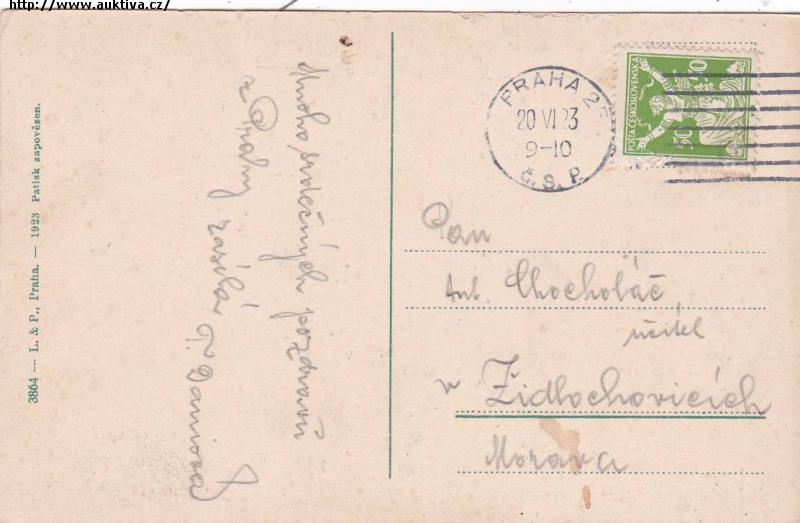 http://www.auktiva.cz/
3864 — L. & P., Praha. — 1923 Patisk zapovězen.
Mnoho srdečných pozdravů
z Prahy zasílá
PRAHA 25
20 VI 23
9-10
Č. S. P.
POŠTA ČESKOSLOVENSKÁ
50
Pan
Ant. Chocholáč
učitel
v Židlochovicích
Morava